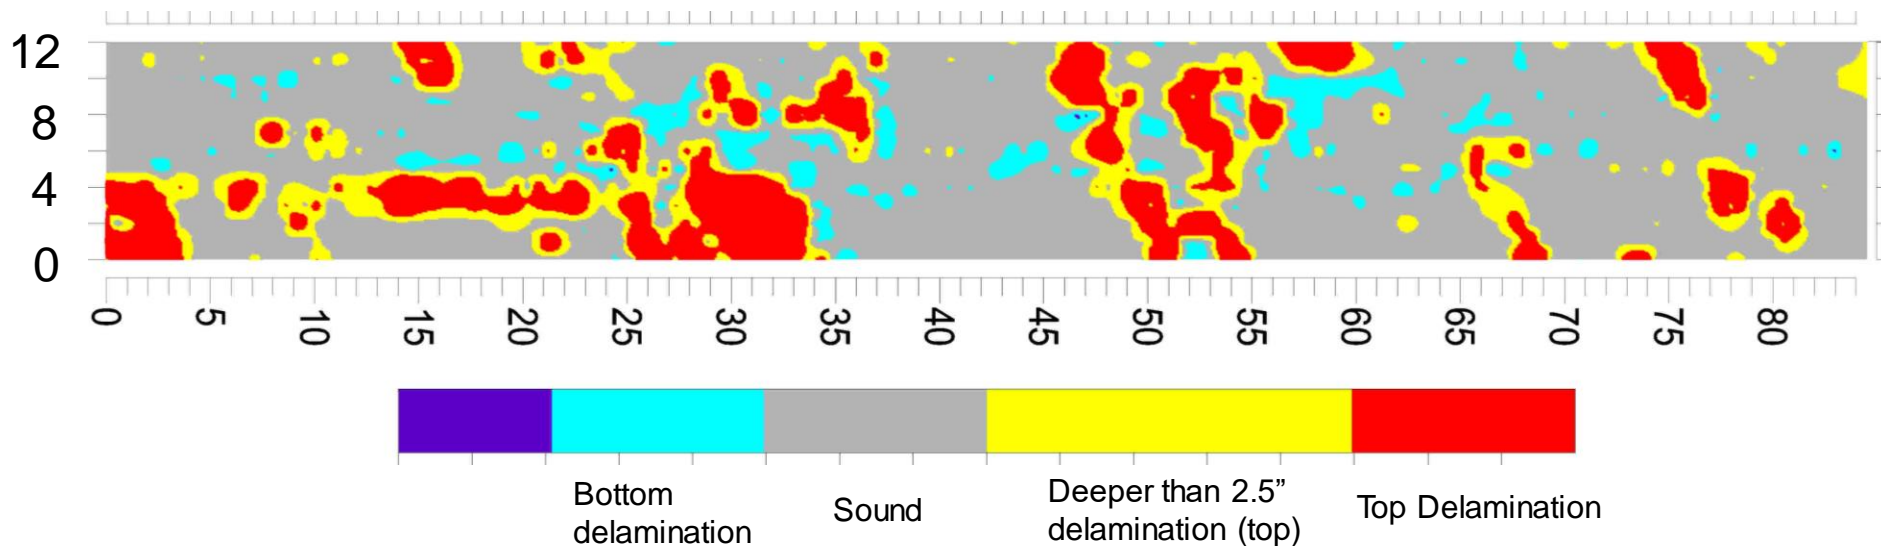 12
8
4
0
0 5 10 15 20 25 30 35 40 45 50 55 60 65 70 75 80
Bottom
delamination
Sound
Deeper than 2.5”
delamination (top)
Top Delamination